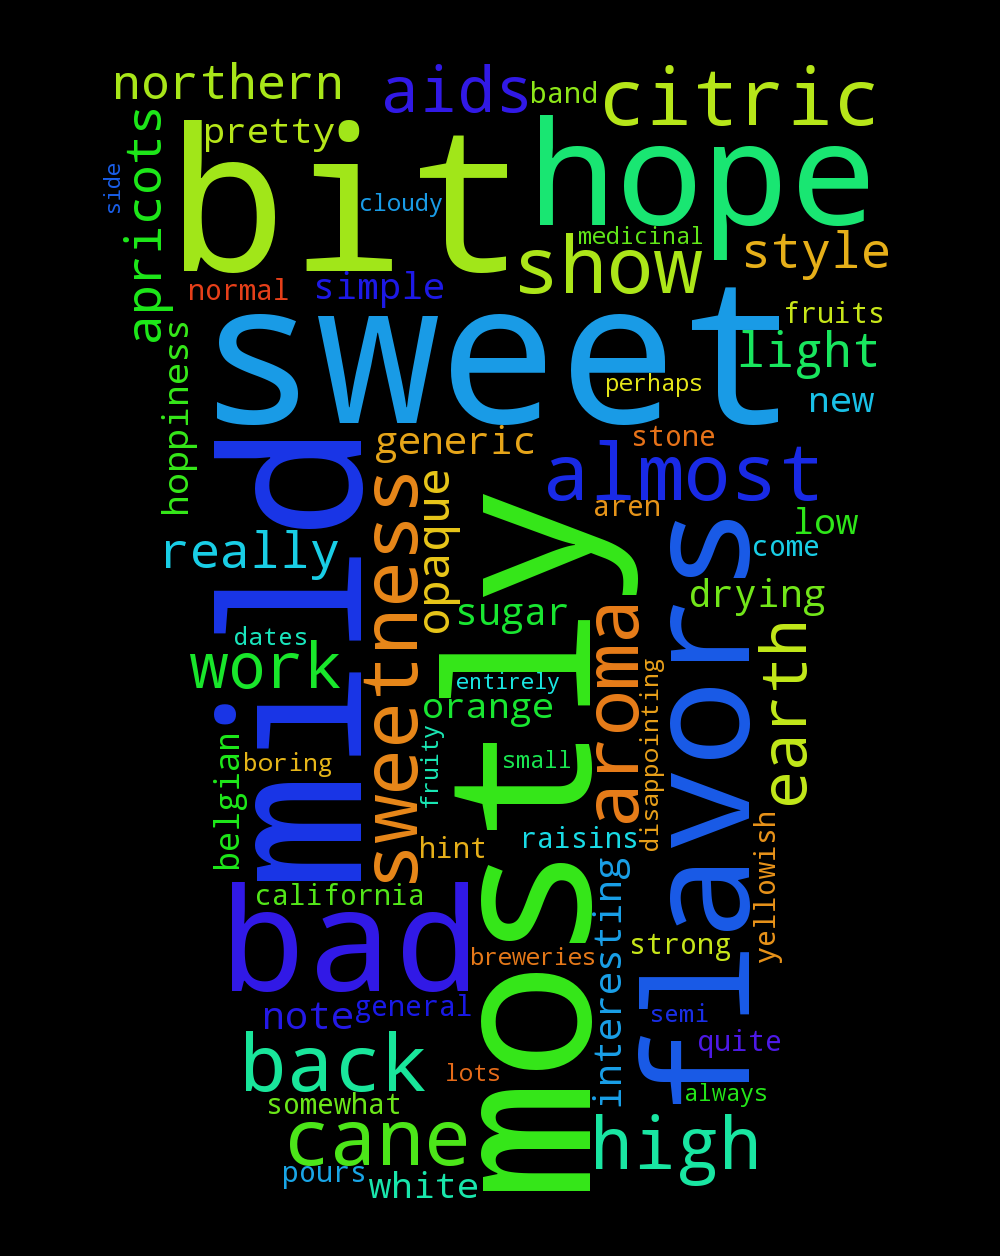 northern
aids
band
citric
pretty
bit
hope
apricots
side
cloudy
medicinal
show
style
normal
simple
fruits
sweet
light
hoppiness
perhaps
new
generic
stone
almost
mild
sweetness
opaque
aren
low
really
mostly
flavors
come
drying
sugar
aroma
earth
dates
work
entirely
orange
disappointing
belgian
boring
fruity
small
hint
raisins
yellowish
bad
california
interesting
strong
breweries
note
general
semi
quite
back
lots
always
somewhat
cane
high
pours
white